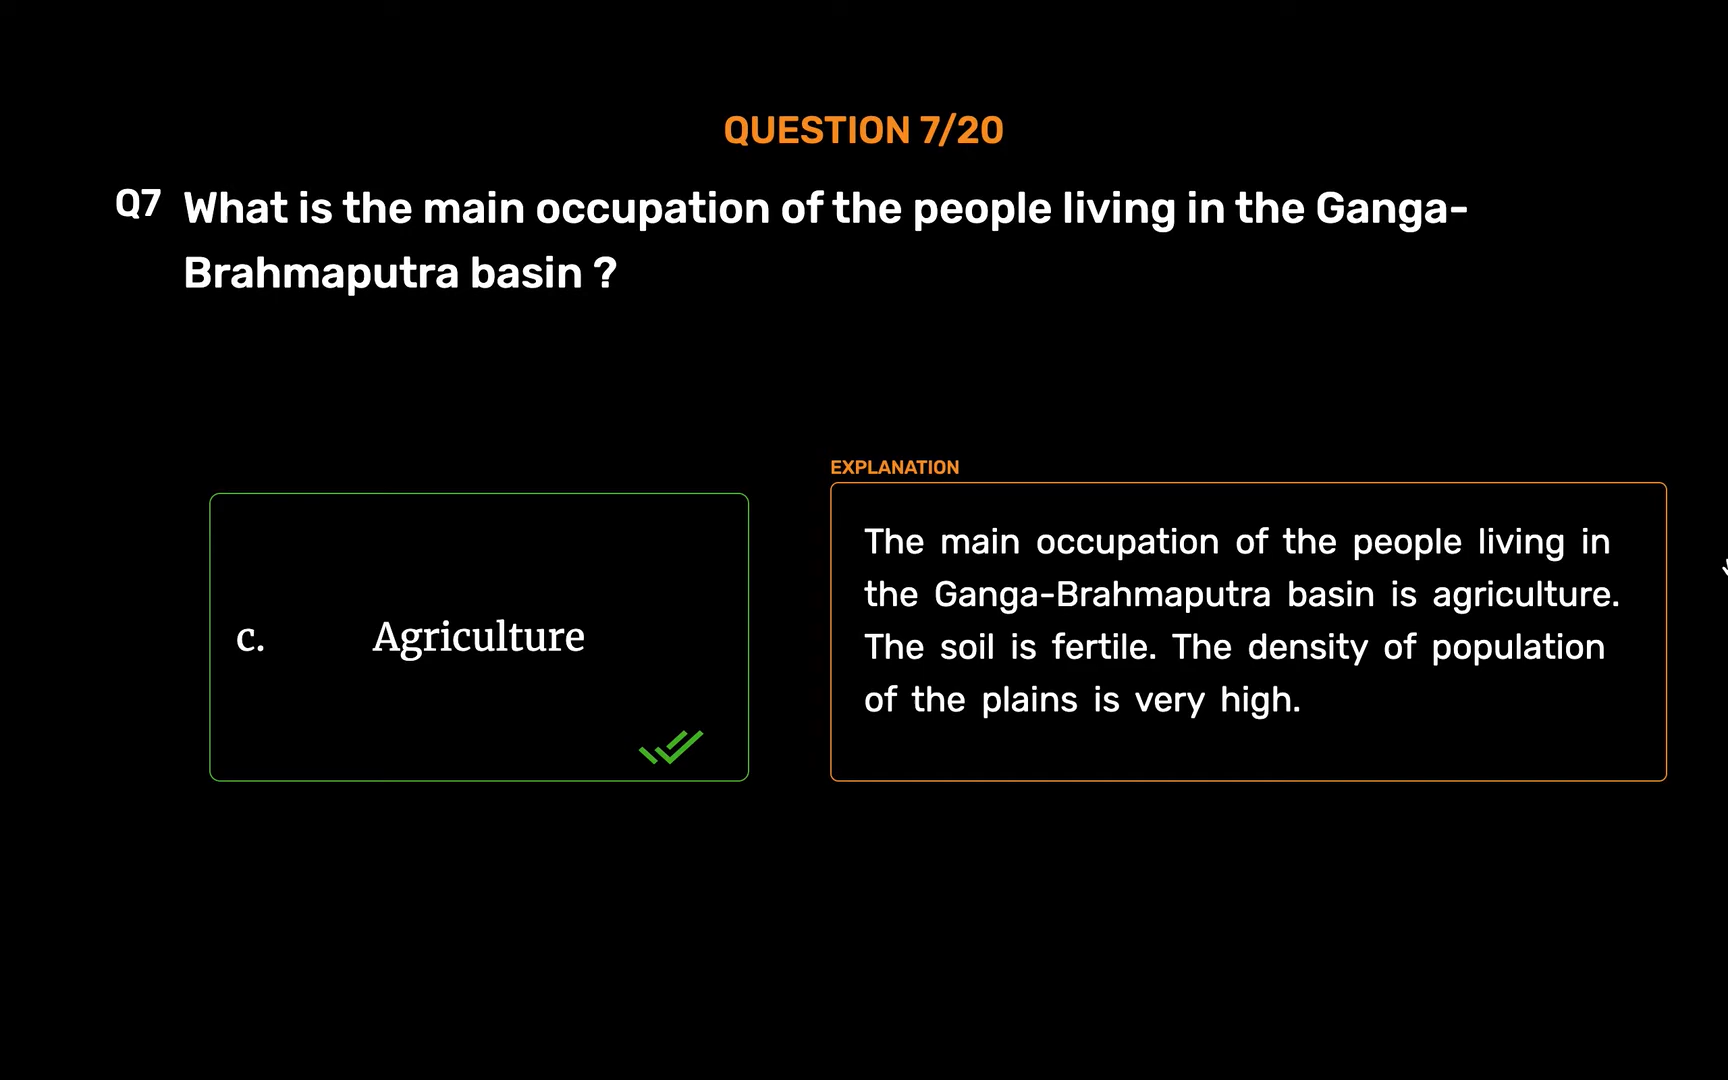 QUESTION 7/20
Q7 What is the main occupation of the people living in the Ganga-
Brahmaputra basin ?
c. Agriculture
EXPLANATION
The main occupation of the people living in
the Ganga-Brahmaputra basin is agriculture.
The soil is fertile. The density of population
of the plains is very high.